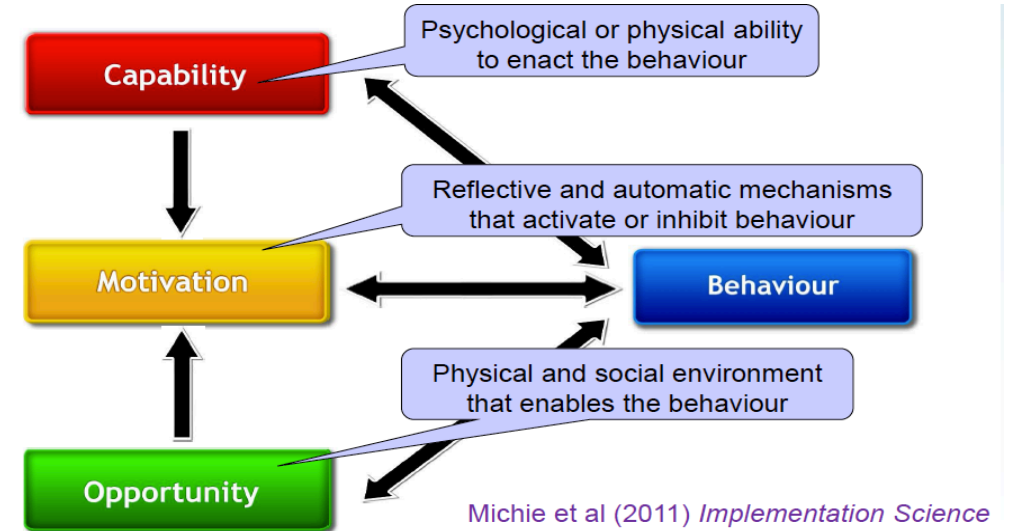 Psychological or physical ability
to enact the behaviour
Capability
Reflective and automatic mechanisms
that activate or inhibit behaviour
Motivation
Behaviour
Physical and social environment
that enables the behaviour
Opportunity
Michie et al (2011) Implementation Science